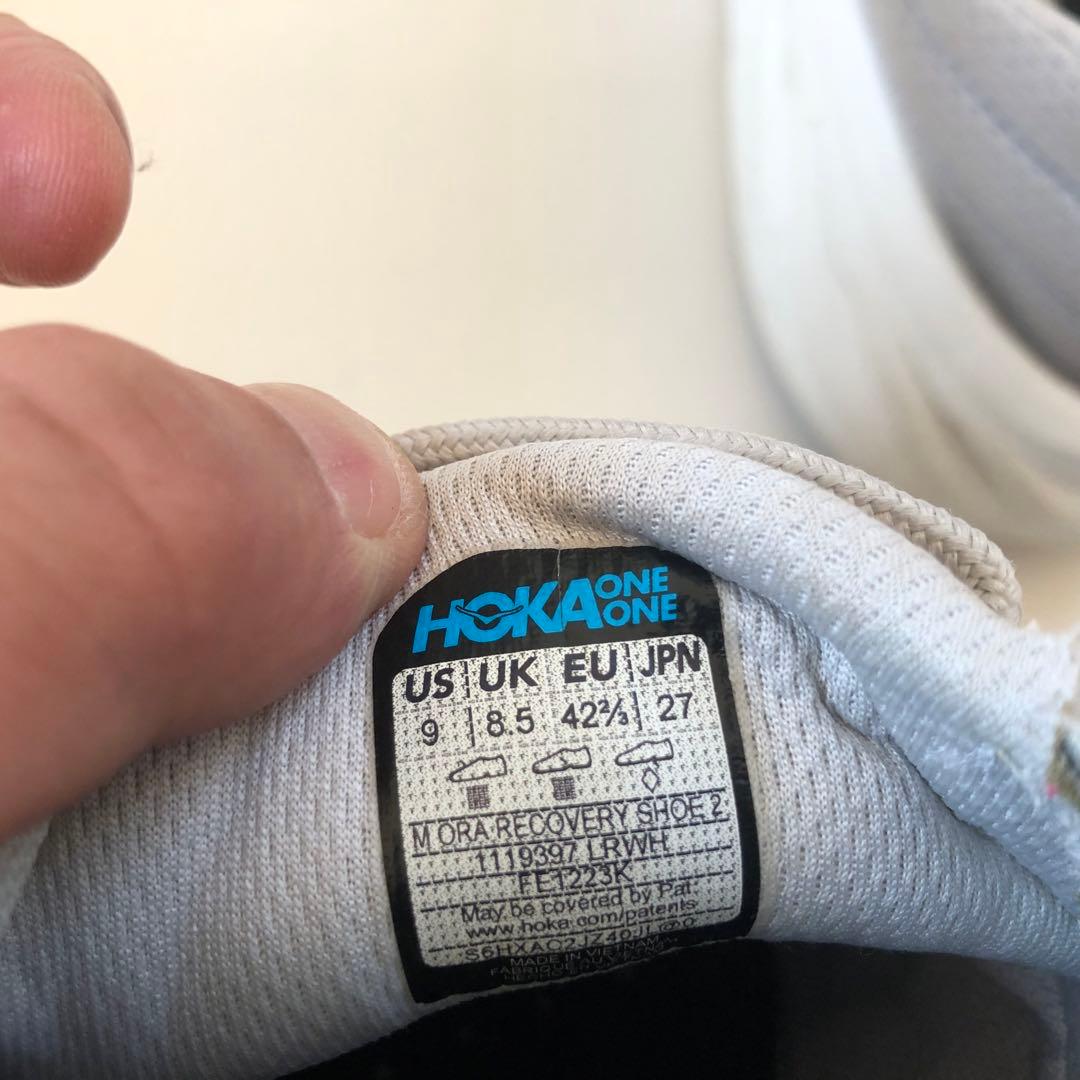 HOKA ONE ONE
US UK EU JPN
9 8.5 42⅔ 27
M ORA RECOVERY SHOE 2
1119397 LRWH
FE1223K
May be covered by Pat.
www.hoka.com/patents
MADE IN VIETNAM